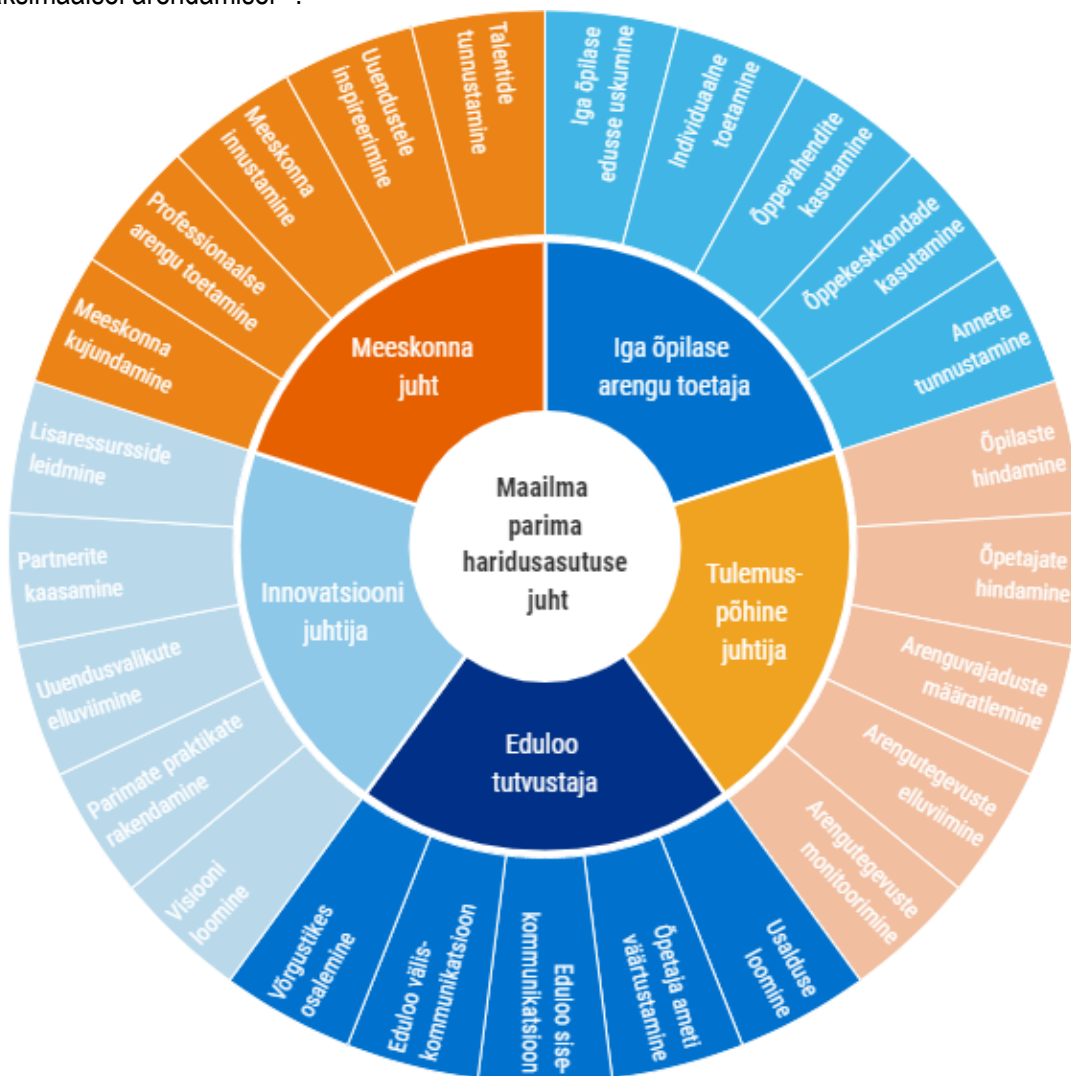 Talentide
tunnustamine
Uuendustele
inspireerimine
Meeskonna
innustamine
Professionaalse
arengu toetamine
Meeskonna
kujundamine
Iga õpilase
edusse uskumine
Individuaalne
toetamine
Õppevahendite
kasutamine
Õppekeskkondade
kasutamine
Annete
tunnustamine
Õpilaste
hindamine
Õpetajate
hindamine
Arenguvajaduste
määratlemine
Arengutegevuste
elluviimine
Arengutegevuste
monitoorimine
Usalduse
loomine
Õpetaja ameti
väärtustamine
Eduloo sise-
kommunikatsioon
Eduloo välis-
kommunikatsioon
Võrgustikes
osalemine
Visiooni
loomine
Parimate praktikate
rakendamine
Uuendusvalikute
elluviimine
Partnerite
kaasamine
Lisaressursside
leidmine
Meeskonna
juht
Iga õpilase
arengu toetaja
Tulemus-
põhine
juhtija
Eduloo
tutvustaja
Innovatsiooni
juhtija
Maailma
parima
haridusasutuse
juht